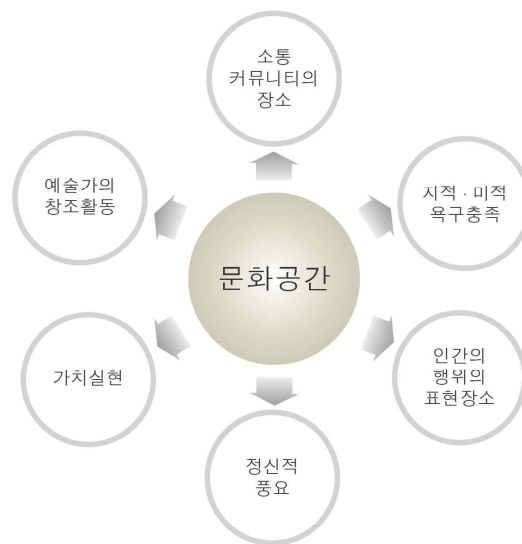 소통
커뮤니티의
장소
예술가의
창조활동
지적 · 미적
욕구충족
문화공간
가치실현
인간의
행위의
표현장소
정신적
풍요